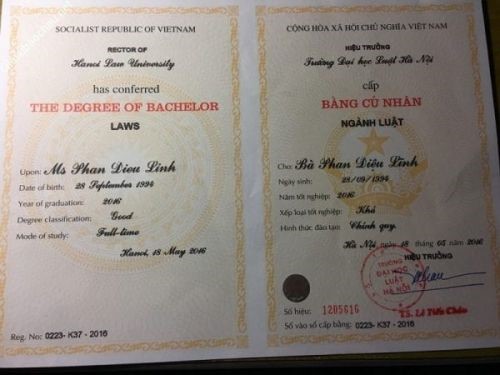 SOCIALIST REPUBLIC OF VIETNAM
RECTOR OF
Hanoi Law University
has conferred
THE DEGREE OF BACHELOR
LAWS
Upon: Ms Phan Dieu Linh
Date of birth: 28 September 1994
Year of graduation: 2016
Degree classification: Good
Mode of study: Full-time
Hanoi, 18 May 2016
Reg. No: 0223- K37 - 2016
CỘNG HÒA XÃ HỘI CHỦ NGHĨA VIỆT NAM
HIỆU TRƯỞNG
Trường Đại học Luật Hà Nội
cấp
BẰNG CỬ NHÂN
NGÀNH LUẬT
Cho: Bà Phan Diệu Linh
Ngày sinh: 28/09/1994
Năm tốt nghiệp: 2016
Xếp loại tốt nghiệp: Khá
Hình thức đào tạo: Chính quy.
Hà Nội, ngày 18 tháng 05 năm 2016
HIỆU TRƯỞNG
TRƯỜNG
ĐẠI HỌC
LUẬT
HÀ NỘI
TS. Lê Tiến Châu
Số hiệu: 1205616
Số vào sổ cấp bằng: 0223- K37 - 2016